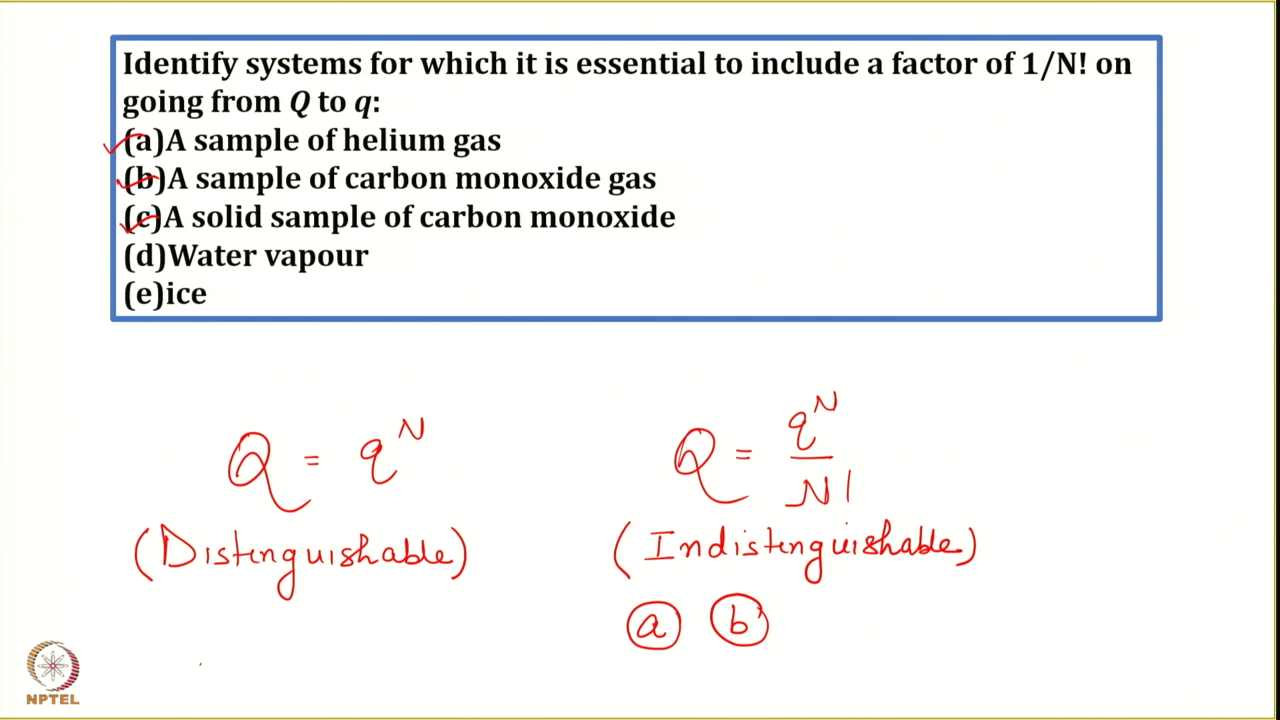 Identify systems for which it is essential to include a factor of 1/N! on
going from Q to q:
(a)A sample of helium gas
(b)A sample of carbon monoxide gas
(c)A solid sample of carbon monoxide
(d)Water vapour
(e)ice
Q = q^N
Q = q^N / N!
(Distinguishable)
(Indistinguishable)
a b
NPTEL